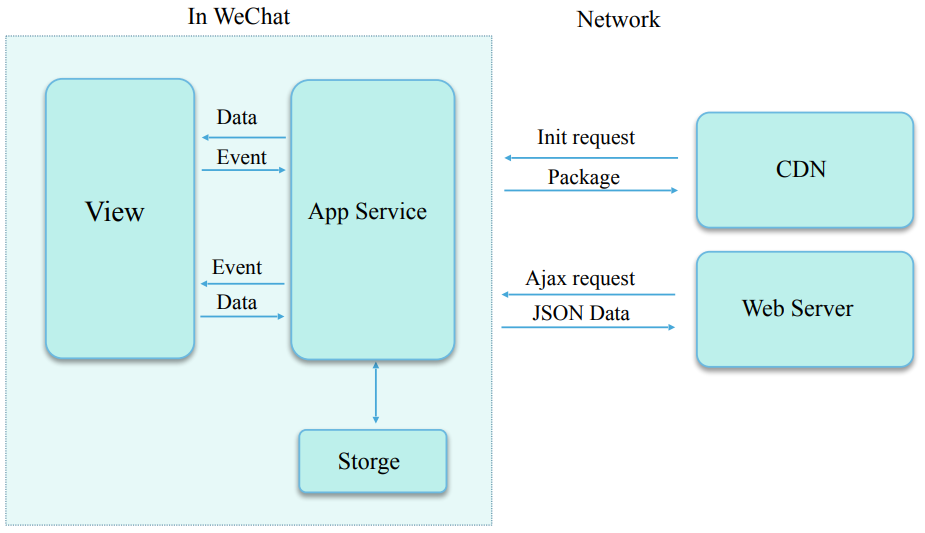 In WeChat
Network
View
Data
Event
Event
Data
App Service
Storge
Init request
Package
CDN
Ajax request
JSON Data
Web Server